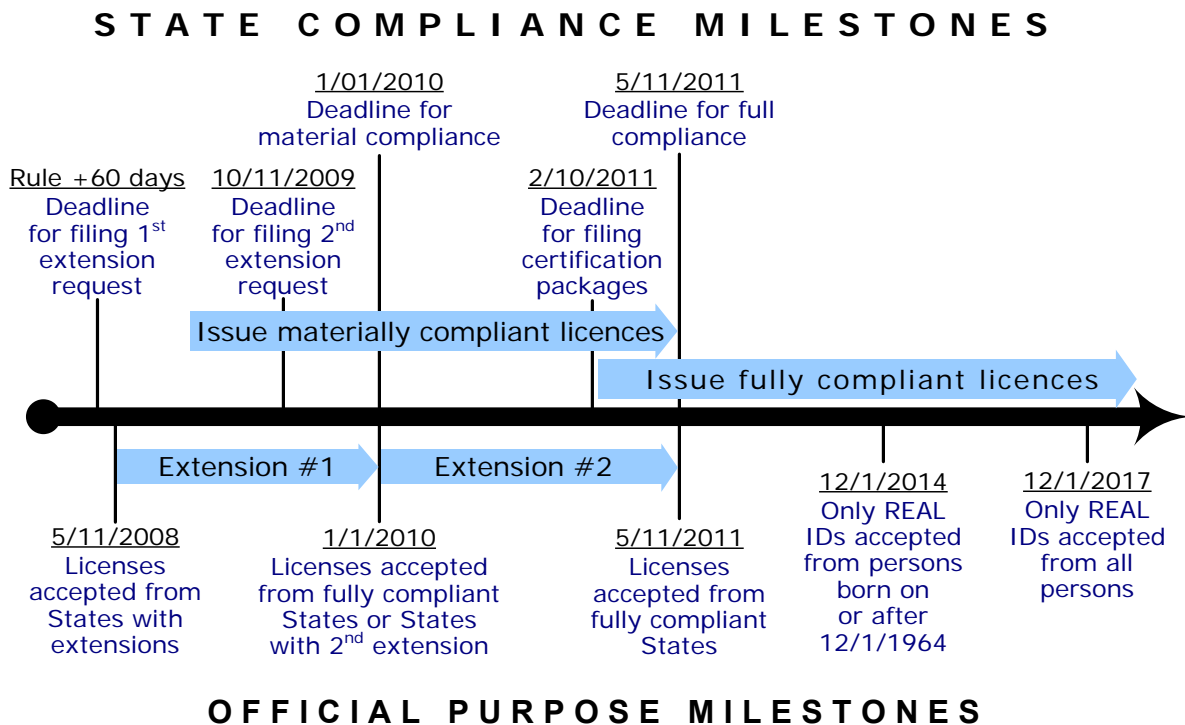 STATE COMPLIANCE MILESTONES
1/01/2010
Deadline for
material compliance
5/11/2011
Deadline for full
compliance
Rule +60 days
Deadline
for filing 1st
extension
request
10/11/2009
Deadline
for filing 2nd
extension
request
2/10/2011
Deadline
for filing
certification
packages
Issue materially compliant licences
Issue fully compliant licences
Extension #1
Extension #2
5/11/2008
Licenses
accepted from
States with
extensions
1/1/2010
Licenses accepted
from fully compliant
States or States
with 2nd extension
5/11/2011
Licenses
accepted from
fully compliant
States
12/1/2014
Only REAL
IDs accepted
from persons
born on
or after
12/1/1964
12/1/2017
Only REAL
IDs accepted
from all
persons
OFFICIAL PURPOSE MILESTONES